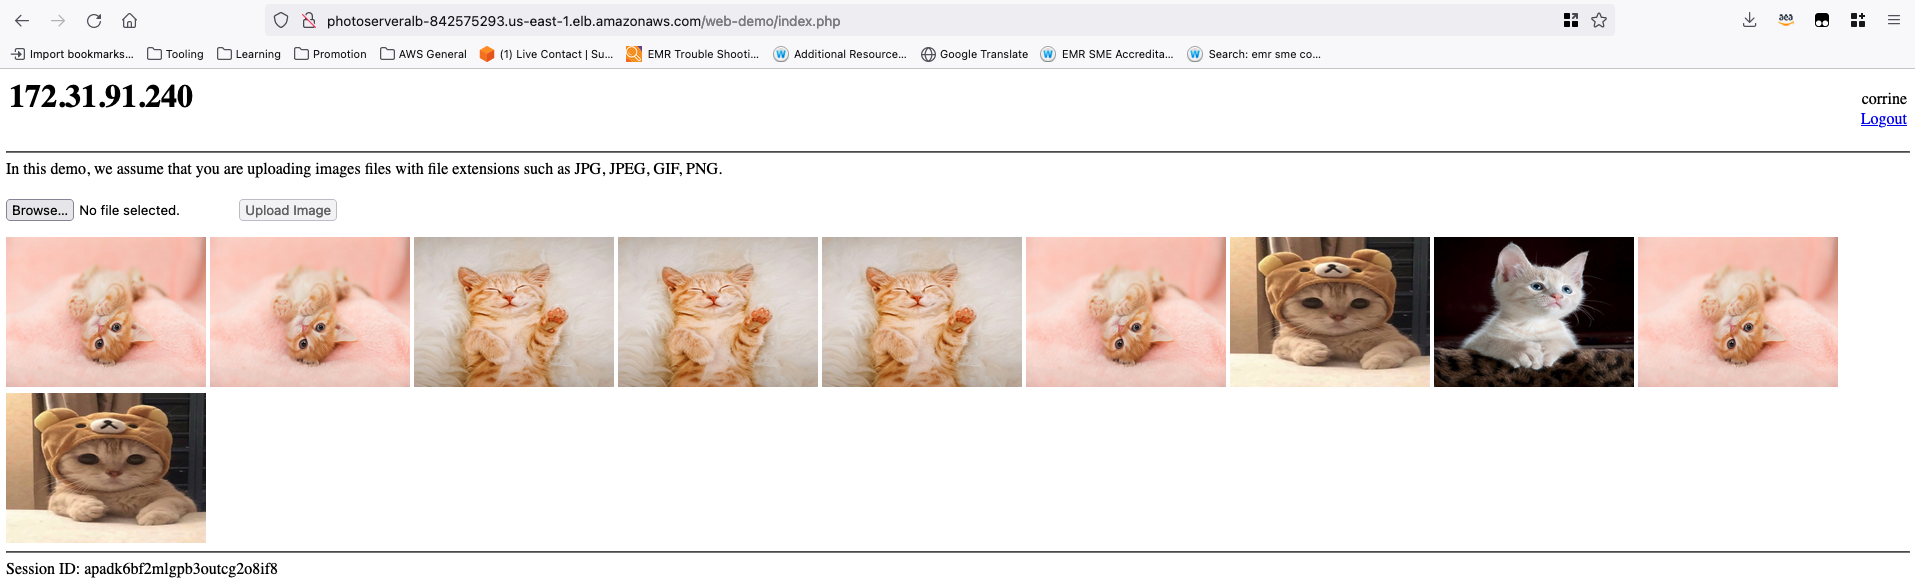 photoserveralb-842575293.us-east-1.elb.amazonaws.com/web-demo/index.php
Import bookmarks... Tooling Learning Promotion AWS General (1) Live Contact | Su... EMR Trouble Shooti... Additional Resource... Google Translate EMR SME Accredita... Search: emr sme co...
172.31.91.240
corrine
Logout
In this demo, we assume that you are uploading images files with file extensions such as JPG, JPEG, GIF, PNG.
Browse... No file selected. Upload Image
Session ID: apadk6bf2mlgpb3outcg2o8if8